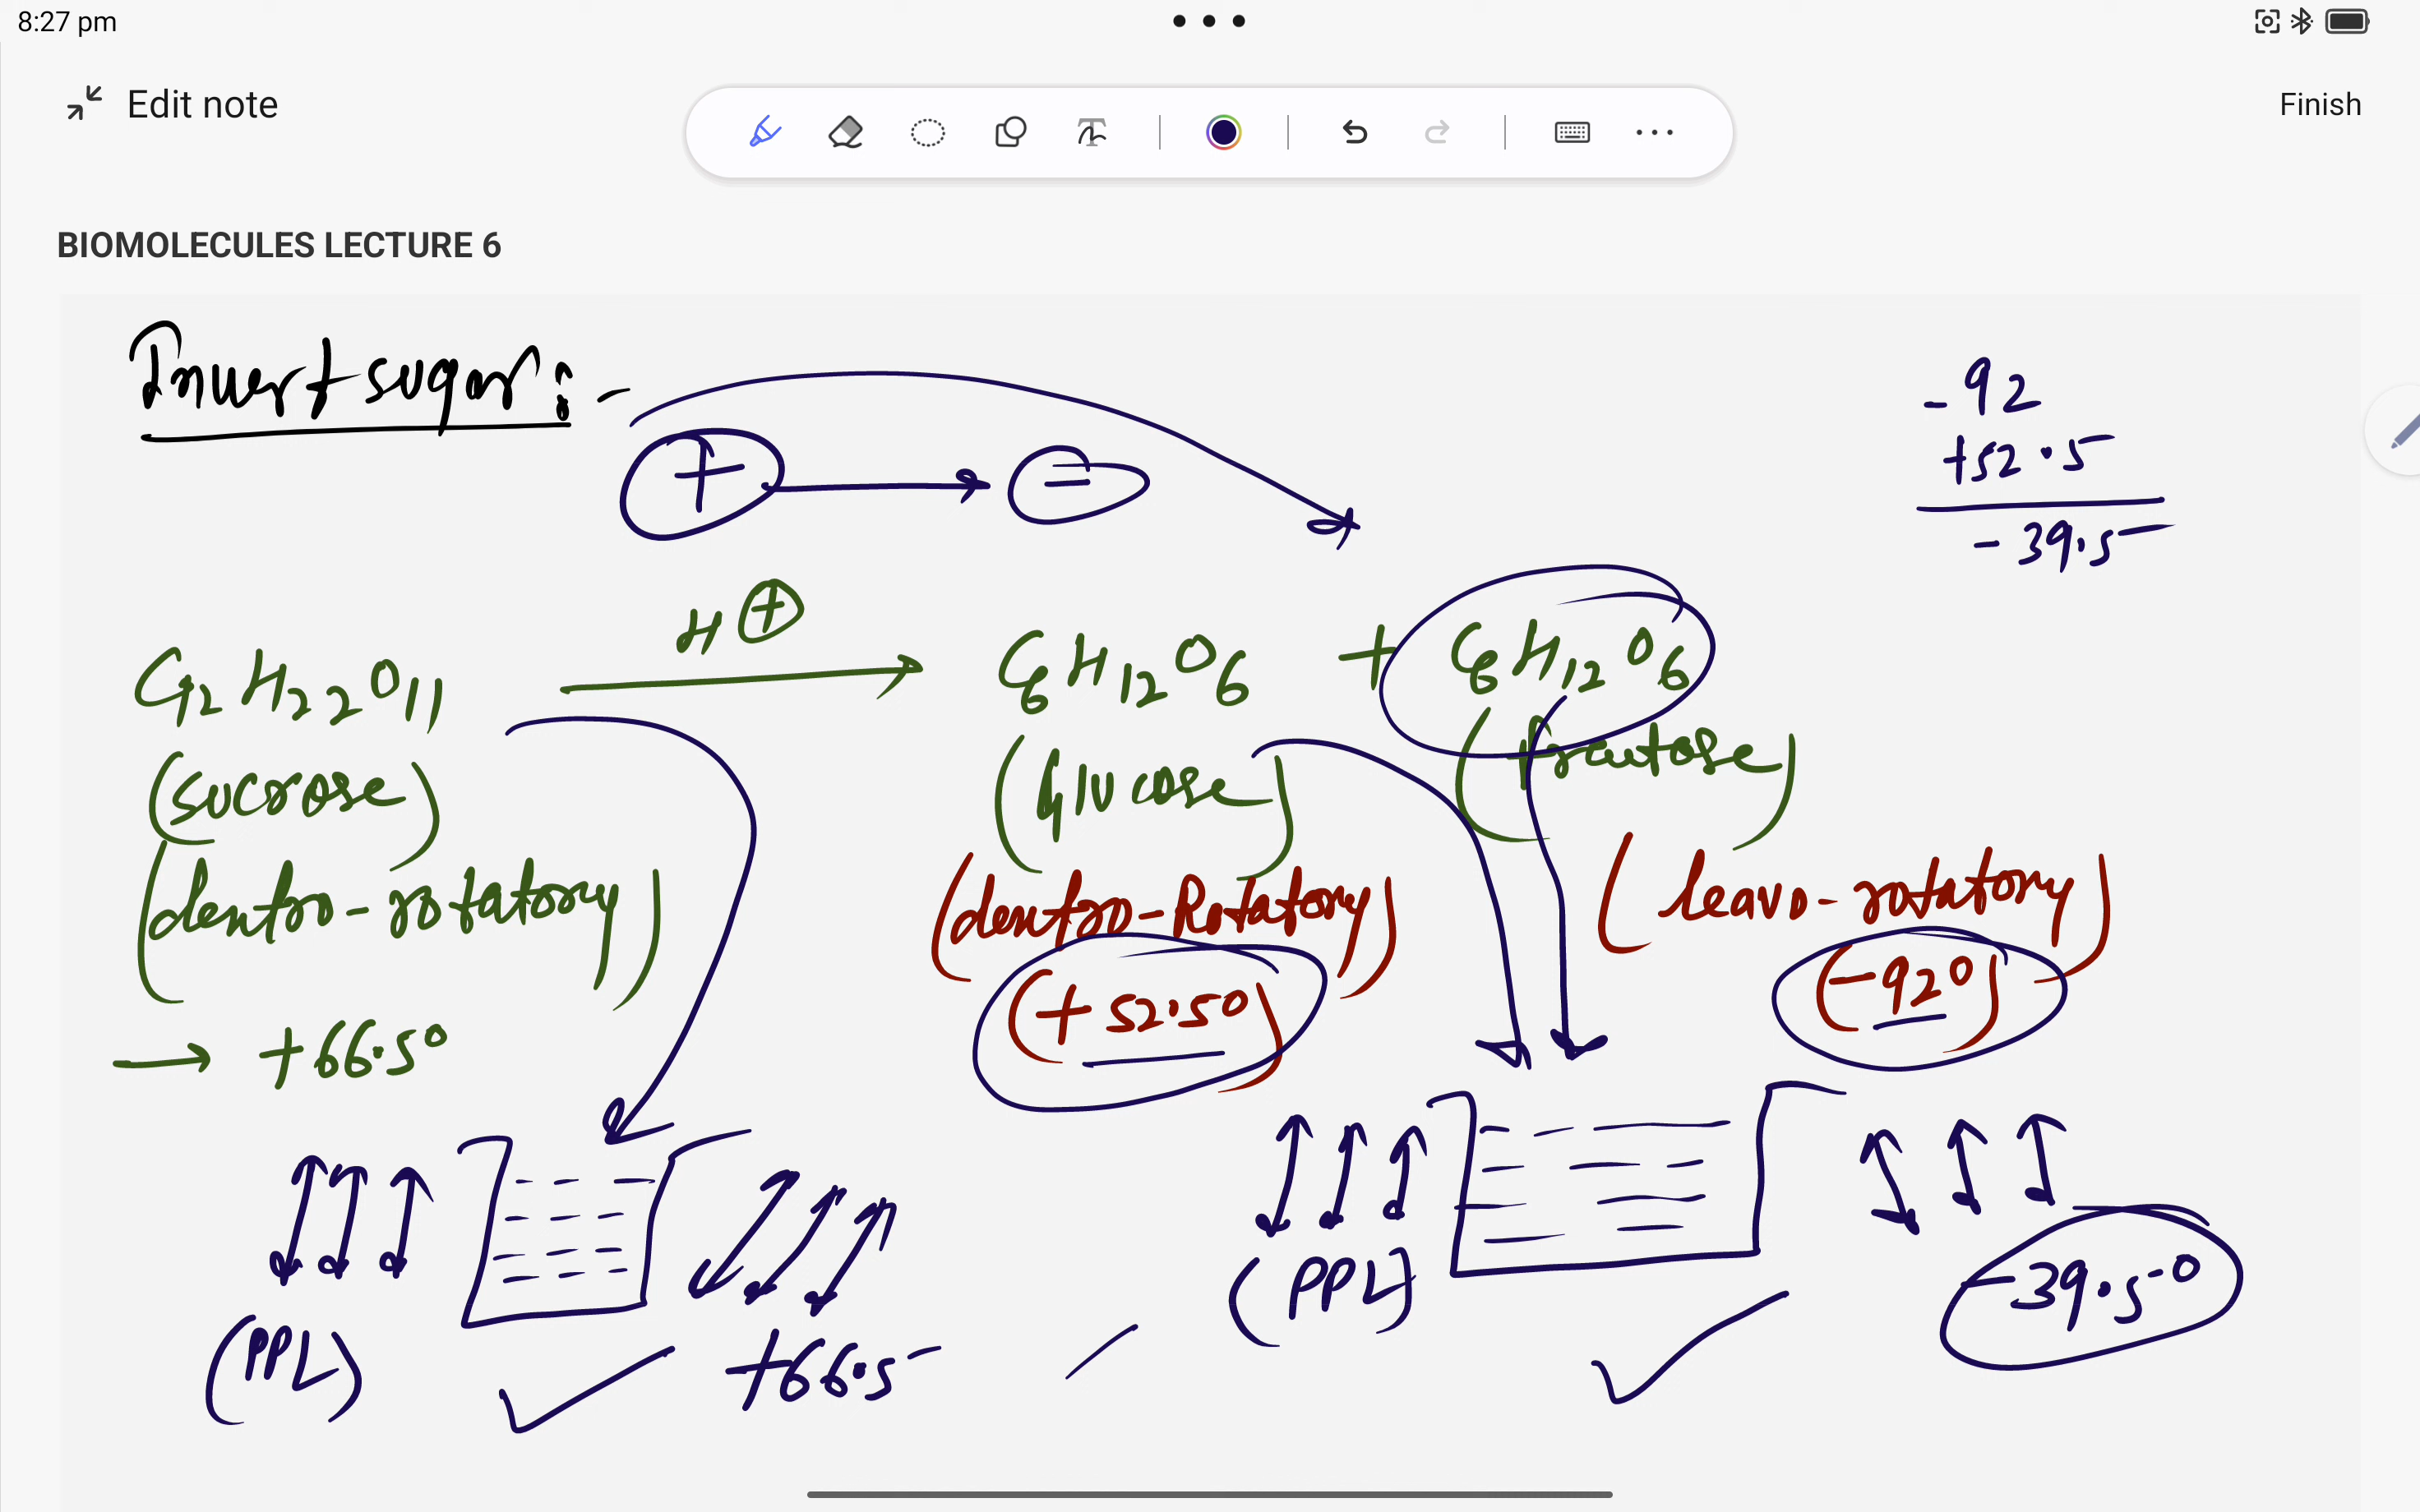 8:27 pm
Edit note
Finish
BIOMOLECULES LECTURE 6
Invert sugar :-
+ → -
-92
+52.5
-39.5
H⊕
C12H22O11 → C6H12O6 + C6H12O6
(sucrose) (Glucose) (fructose)
(dextro-rotatory) (dextro-Rotatory) (leavo-rotatory)
→ +66.5° (+52.5°) (-92°)
(PPL) +66.5 (PPL) -39.5°